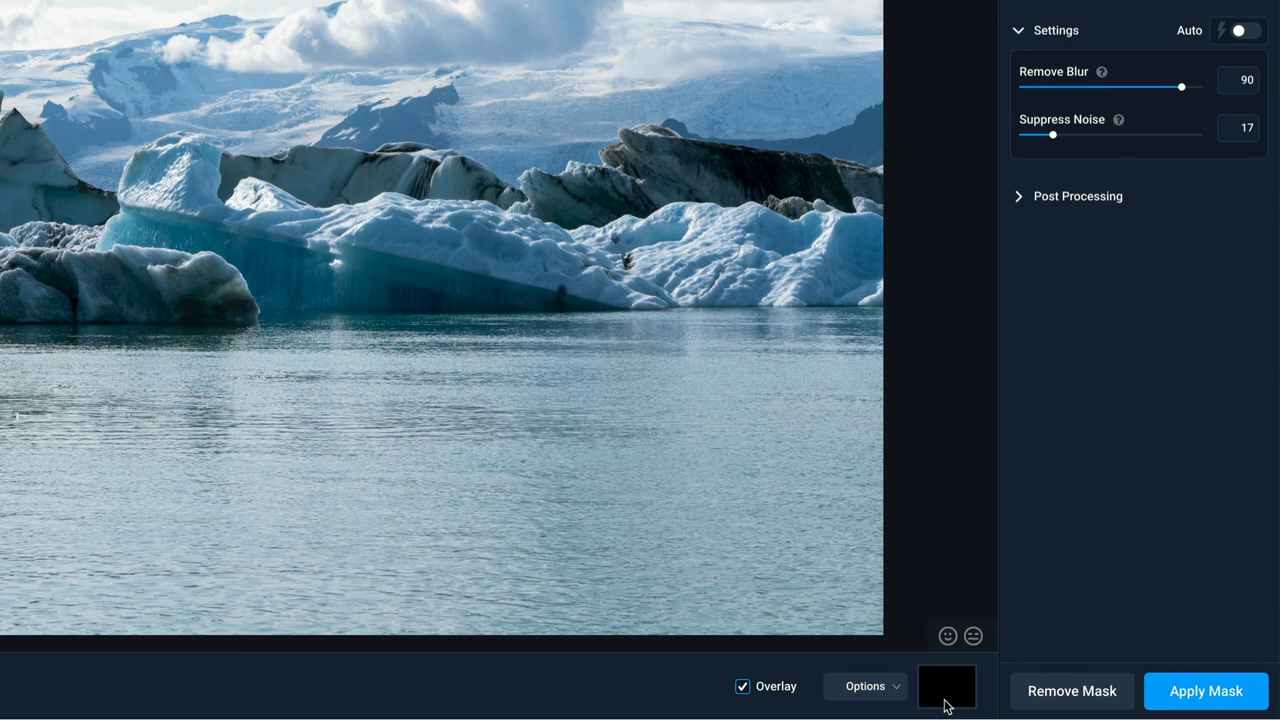 Settings
Auto
Remove Blur
90
Suppress Noise
17
Post Processing
Overlay
Options
Remove Mask
Apply Mask